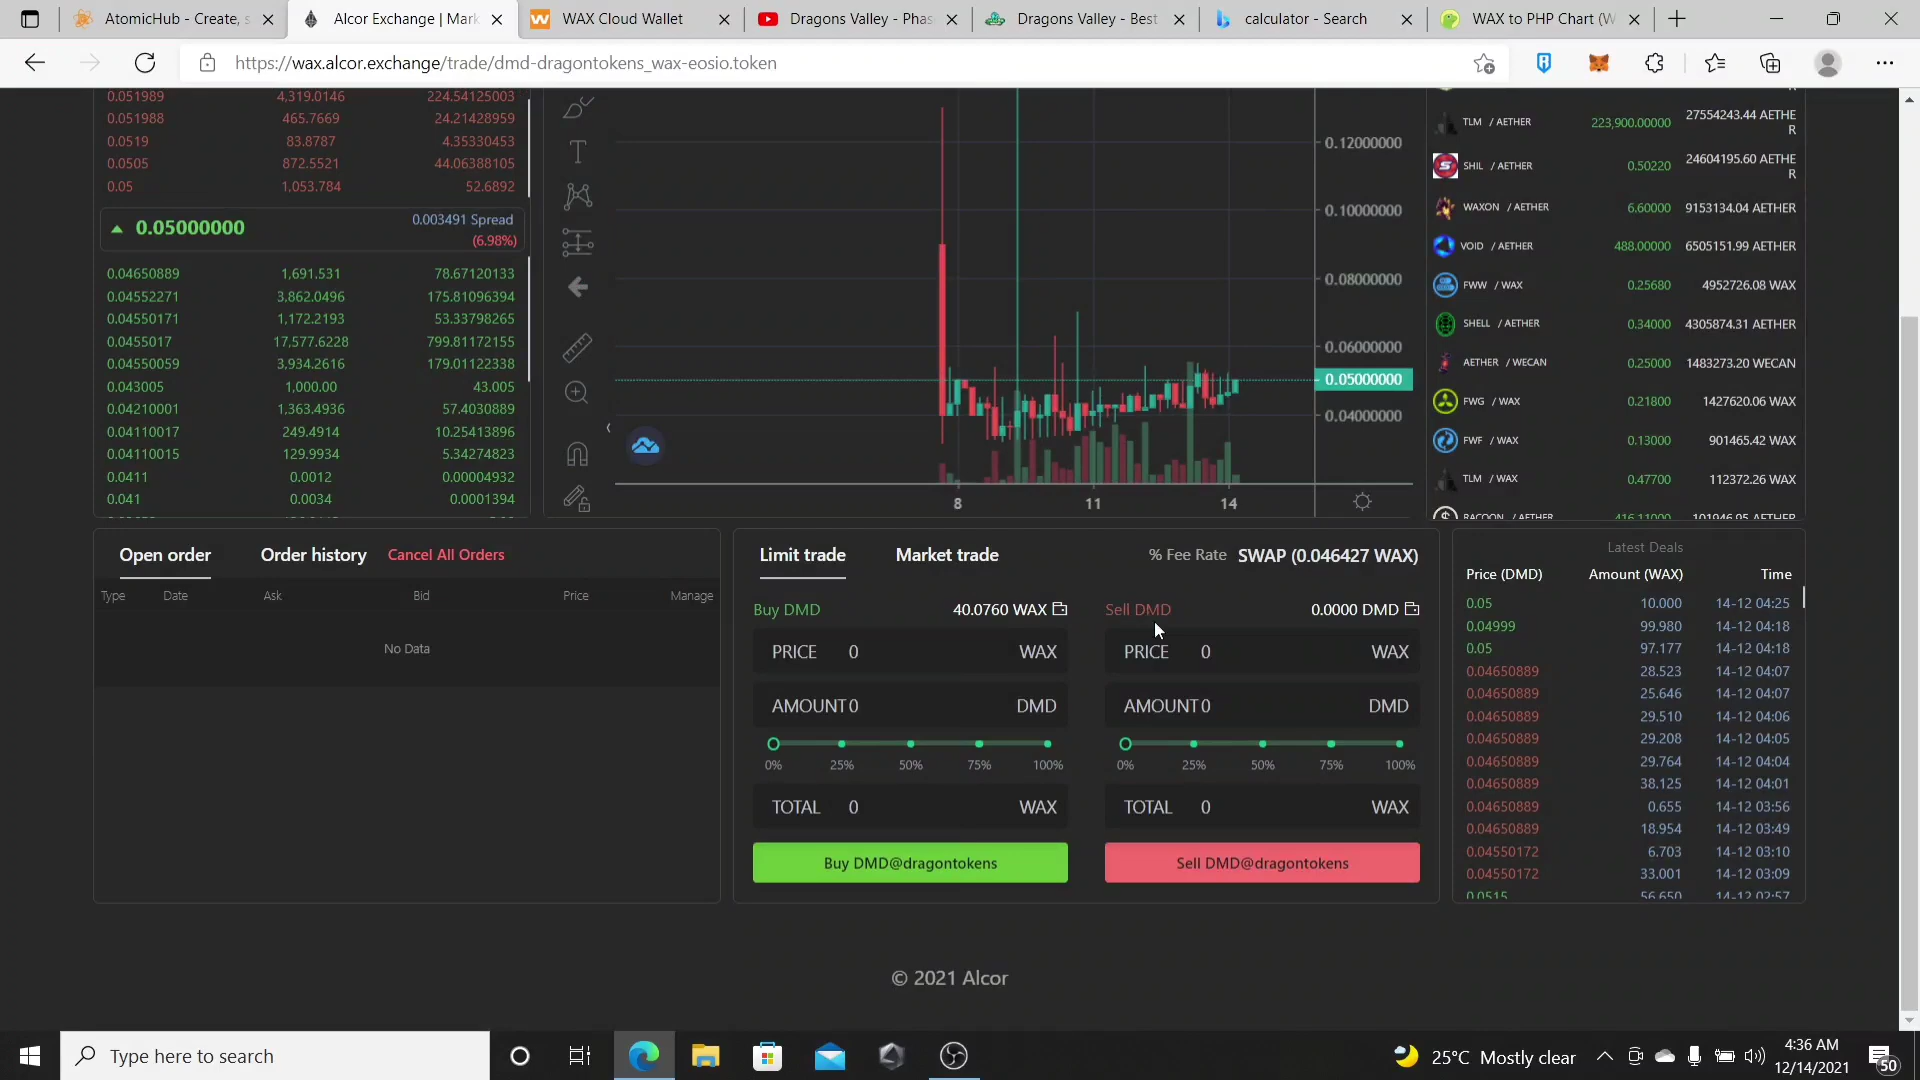 AtomicHub - Create, s
Alcor Exchange | Mark
WAX Cloud Wallet
Dragons Valley - Phas
Dragons Valley - Best
calculator - Search
WAX to PHP Chart (W
https://wax.alcor.exchange/trade/dmd-dragontokens_wax-eosio.token
0.051989 4,319.0146 224.54125003
0.051988 465.7669 24.21428959
0.0519 83.8787 4.35330453
0.0505 872.5521 44.06388105
0.05 1,053.784 52.6892
0.05000000
0.003491 Spread
(6.98%)
0.04650889 1,691.531 78.67120133
0.04552271 3,862.0496 175.81096394
0.04550171 1,172.2193 53.33798265
0.0455017 17,577.6228 799.81172155
0.04550059 3,934.2616 179.01122338
0.043005 1,000.00 43.005
0.04210001 1,363.4936 57.4030889
0.04110017 249.4914 10.25413896
0.04110015 129.9934 5.34274823
0.0411 0.0012 0.00004932
0.041 0.0034 0.0001394
0.12000000
0.10000000
0.08000000
0.06000000
0.05000000
0.04000000
8 11 14
TLM / AETHER 223,900.00000 27554243.44 AETHE
R
SHIL / AETHER 0.50220 24604195.60 AETHE
R
WAXON / AETHER 6.60000 9153134.04 AETHER
VOID / AETHER 488.00000 6505151.99 AETHER
FWW / WAX 0.25680 4952726.08 WAX
SHELL / AETHER 0.34000 4305874.31 AETHER
AETHER / WECAN 0.25000 1483273.20 WECAN
FWG / WAX 0.21800 1427620.06 WAX
FWF / WAX 0.13000 901465.42 WAX
TLM / WAX 0.47700 112372.26 WAX
RACOON / AETHER 416.11000 101946.95 AETHER
Open order Order history Cancel All Orders
Type Date Ask Bid Price Manage
No Data
Limit trade Market trade % Fee Rate SWAP (0.046427 WAX)
Buy DMD 40.0760 WAX
PRICE 0 WAX
AMOUNT 0 DMD
0% 25% 50% 75% 100%
TOTAL 0 WAX
Buy DMD@dragontokens
Sell DMD 0.0000 DMD
PRICE 0 WAX
AMOUNT 0 DMD
0% 25% 50% 75% 100%
TOTAL 0 WAX
Sell DMD@dragontokens
Latest Deals
Price (DMD) Amount (WAX) Time
0.05 10.000 14-12 04:25
0.04999 99.980 14-12 04:18
0.05 97.177 14-12 04:18
0.04650889 28.523 14-12 04:07
0.04650889 25.646 14-12 04:07
0.04650889 29.510 14-12 04:06
0.04650889 29.208 14-12 04:05
0.04650889 29.764 14-12 04:04
0.04650889 38.125 14-12 04:01
0.04650889 0.655 14-12 03:56
0.04650889 18.954 14-12 03:49
0.04550172 6.703 14-12 03:10
0.04550172 33.001 14-12 03:09
0.0515 56.650 14-12 02:57
© 2021 Alcor
Type here to search
25°C Mostly clear
4:36 AM
12/14/2021
50